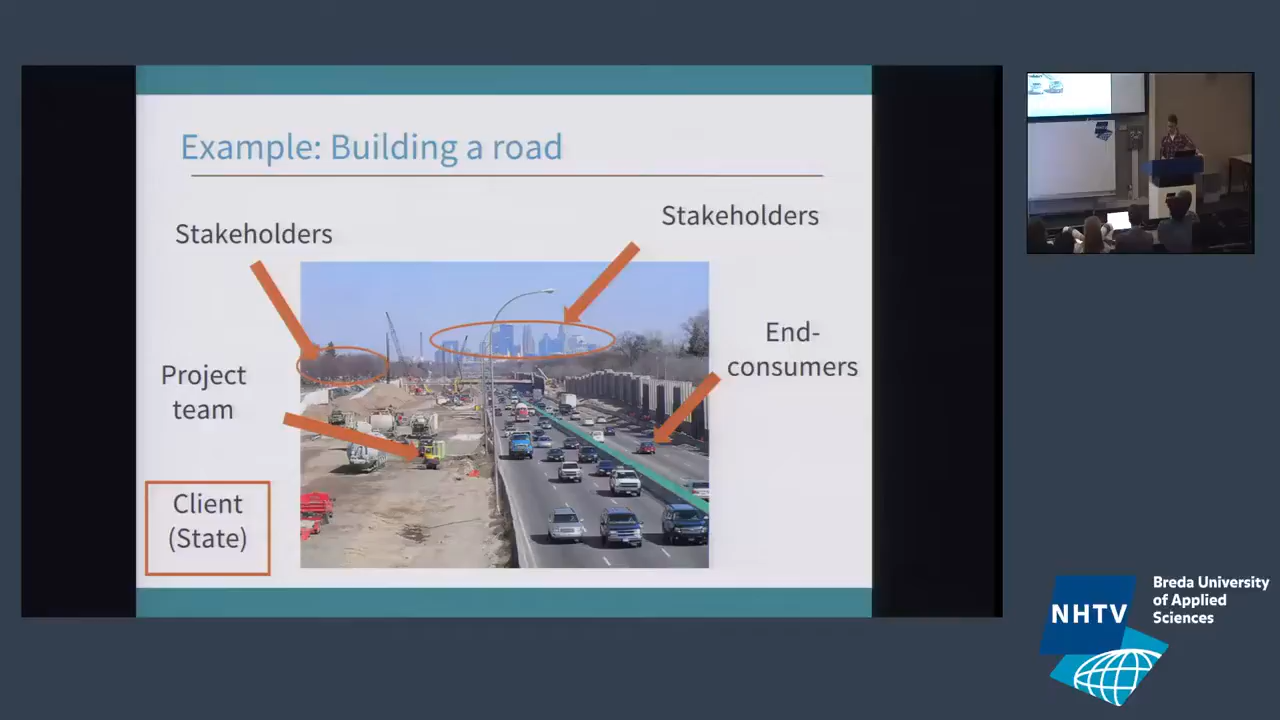 Example: Building a road
Stakeholders
Stakeholders
End-
consumers
Project
team
Client
(State)
NHTV
Breda University
of Applied
Sciences